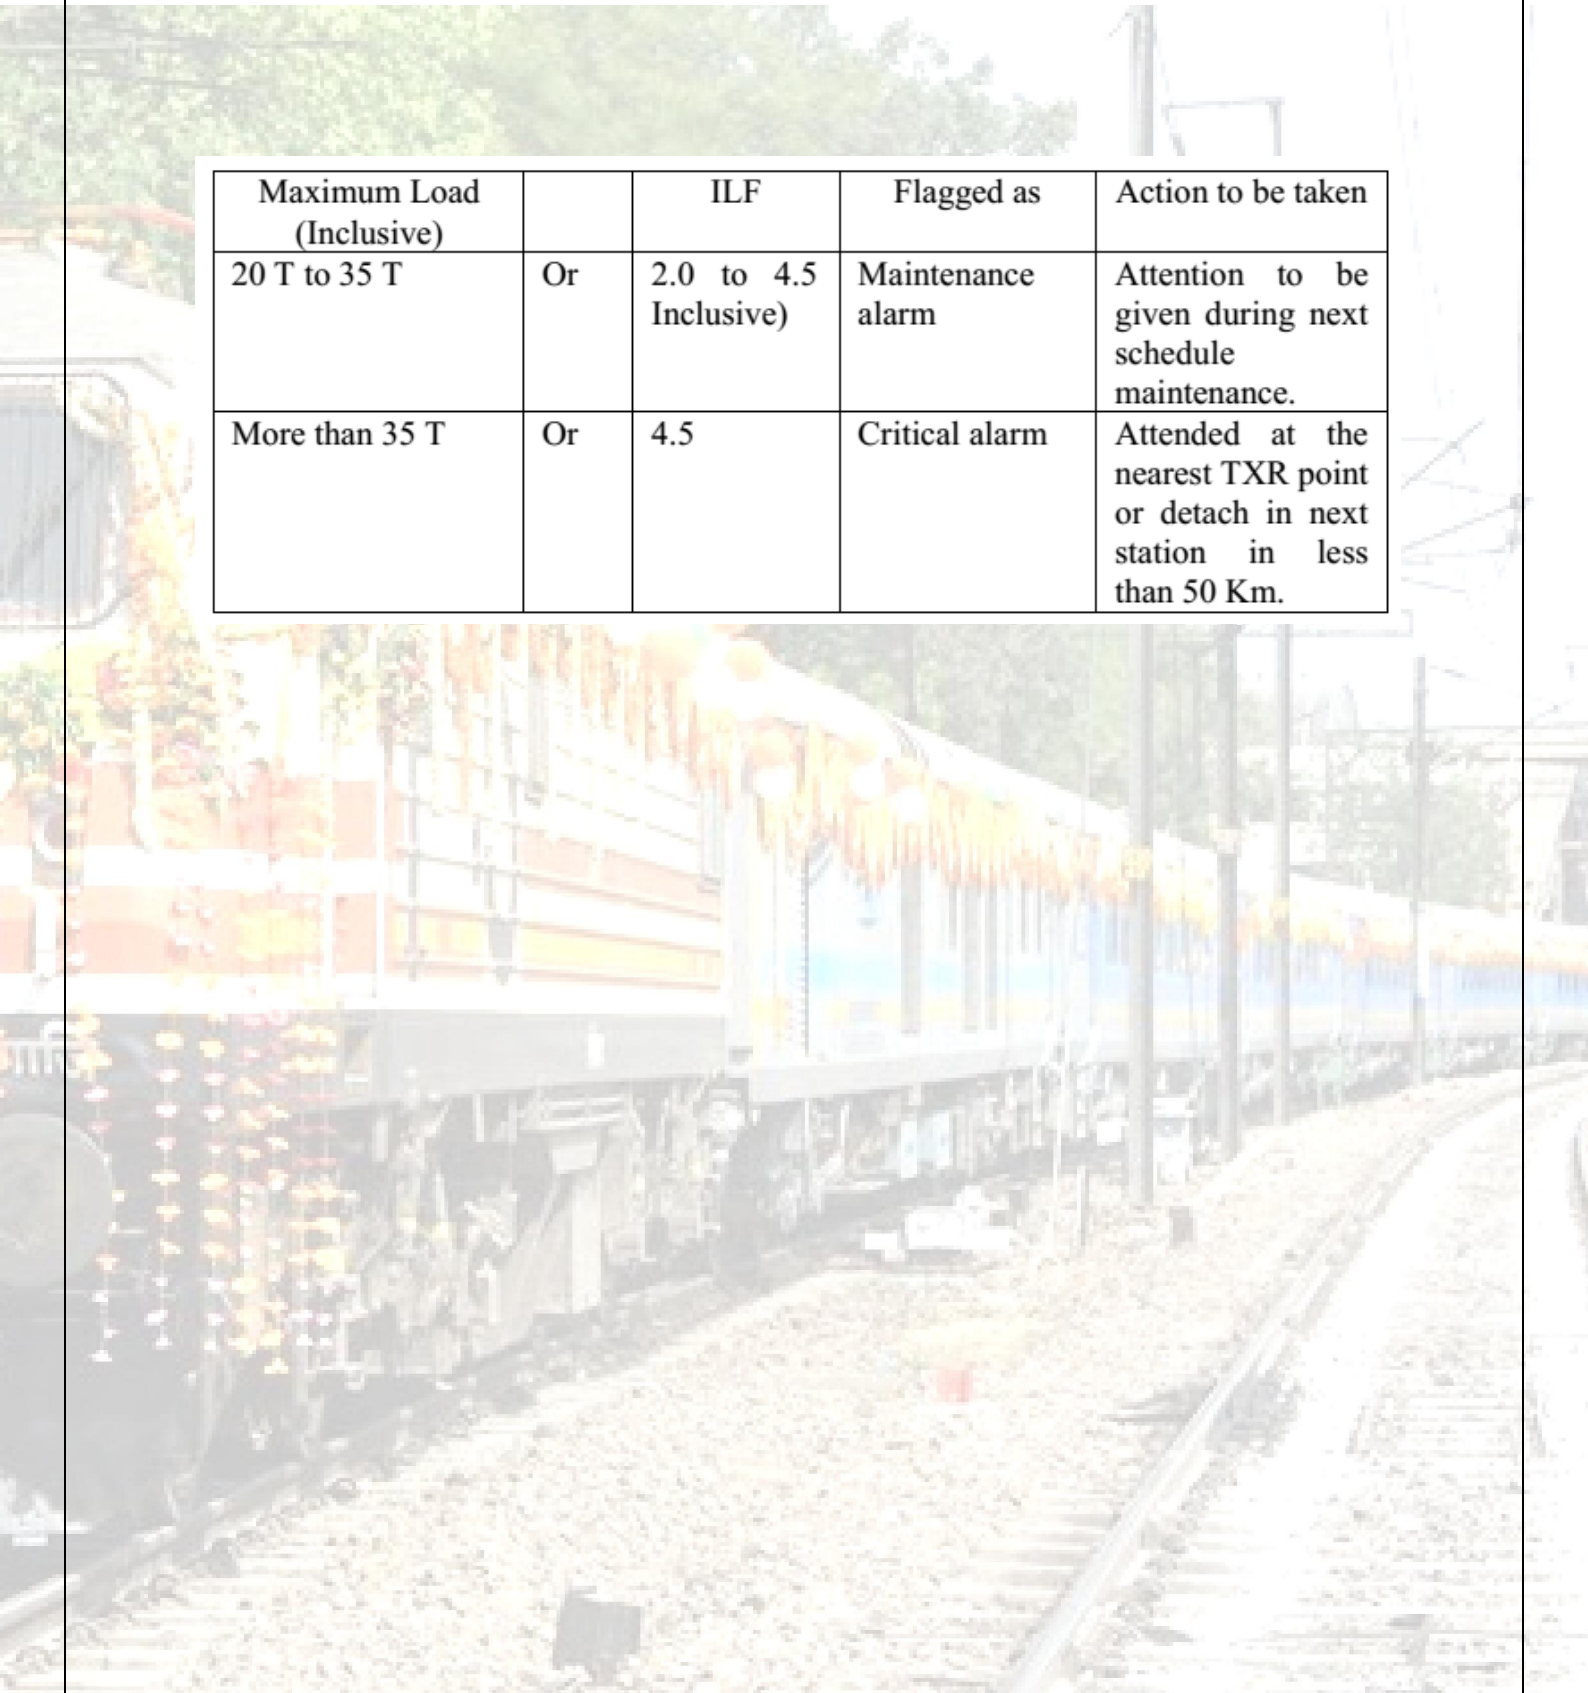 Maximum Load (Inclusive) ILF Flagged as Action to be taken
20 T to 35 T Or 2.0 to 4.5 Inclusive) Maintenance alarm Attention to be given during next schedule maintenance.
More than 35 T Or 4.5 Critical alarm Attended at the nearest TXR point or detach in next station in less than 50 Km.